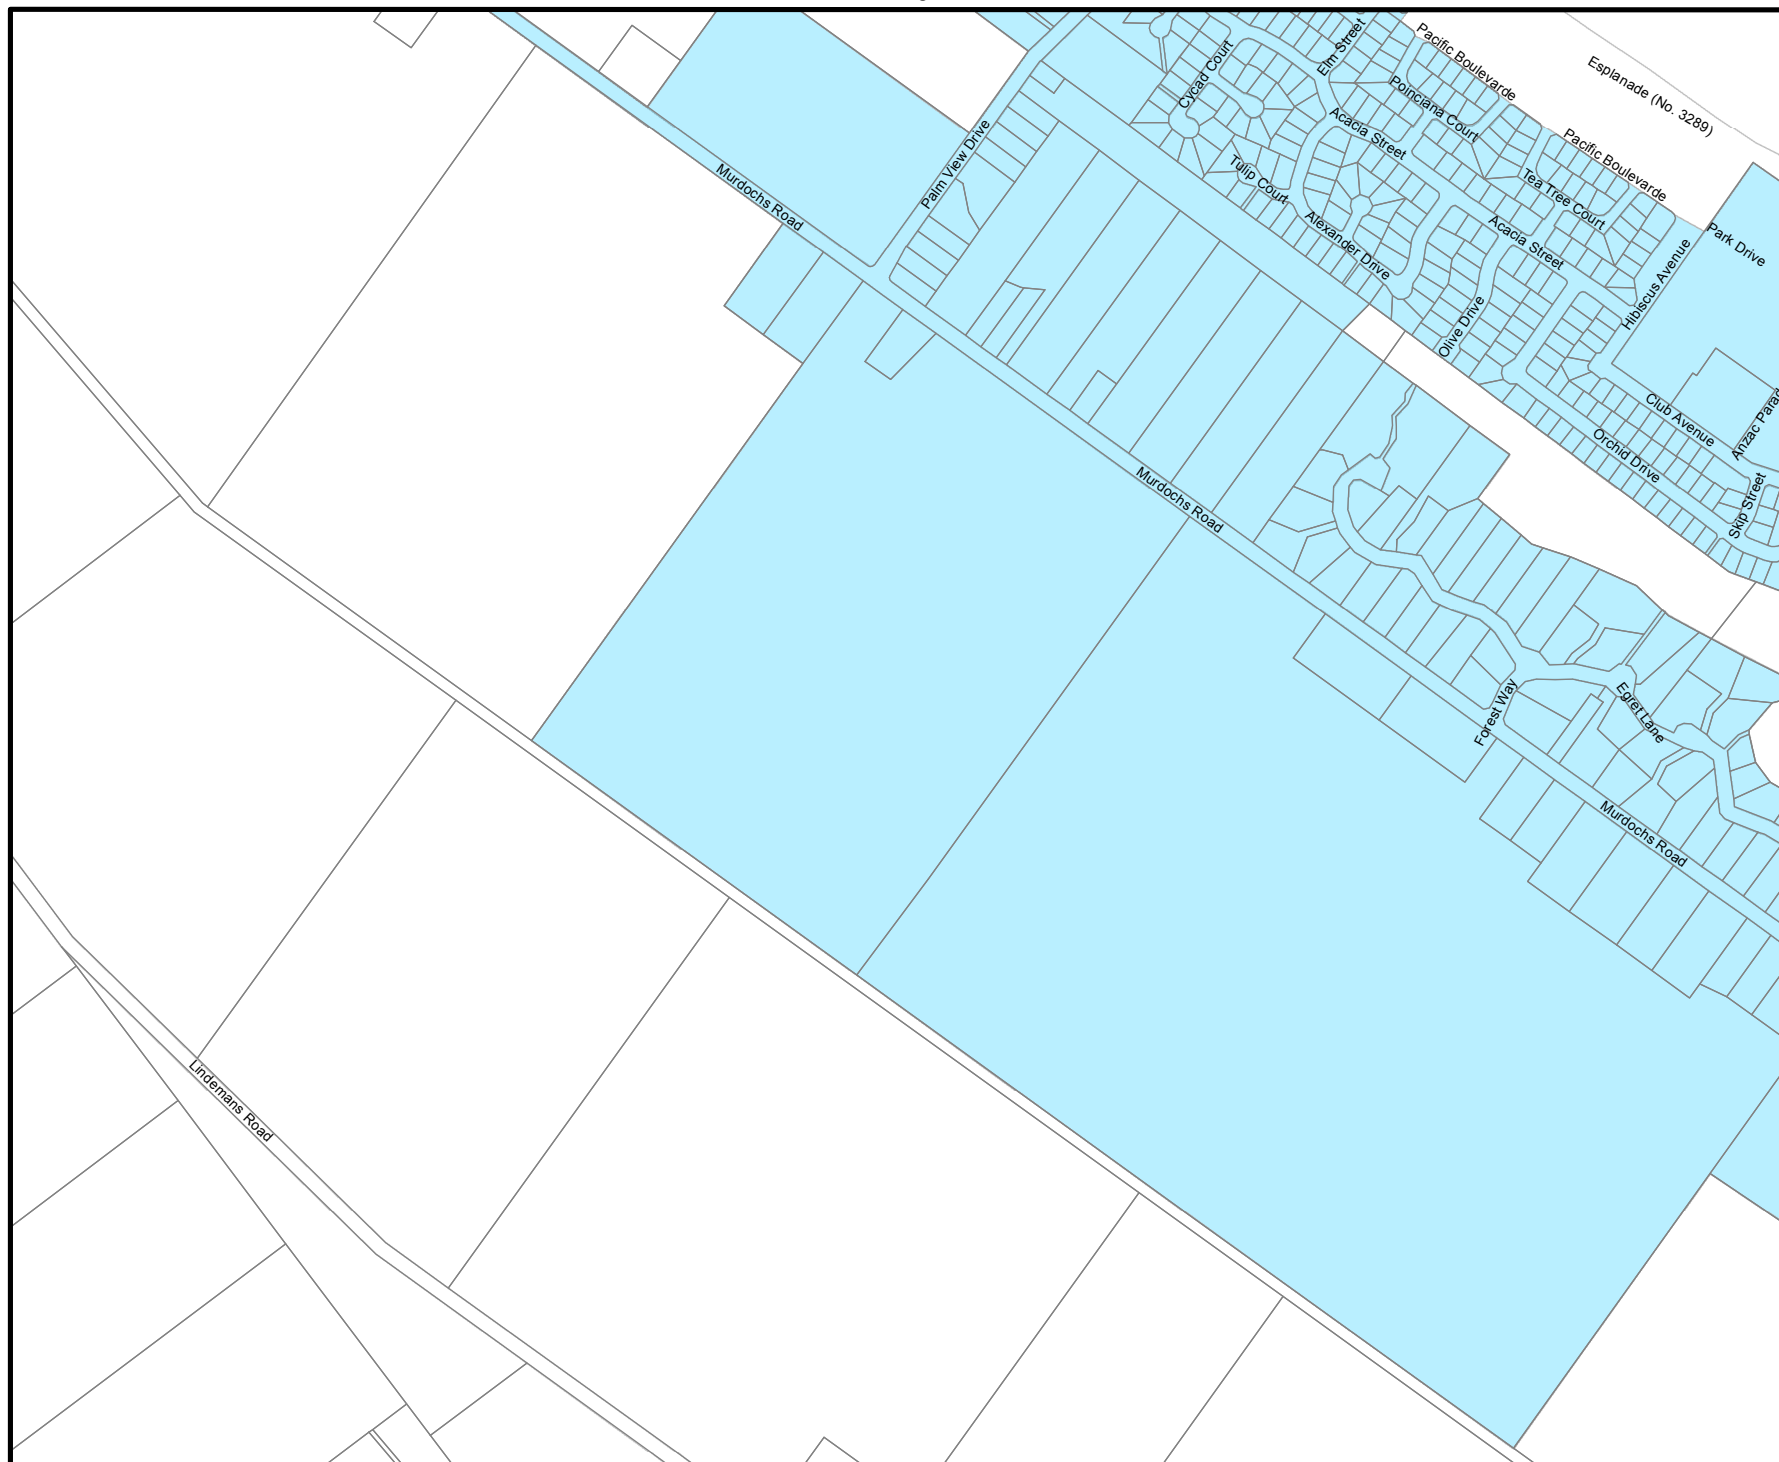 Pacific Boulevarde
Esplanade (No. 3289)
Elm Street
Cycad Court
Poinciana Court
Acacia Street
Pacific Boulevarde
Palm View Drive
Murdochs Road
Tulip Court
Tea Tree Court
Alexander Drive
Acacia Street
Park Drive
Hibiscus Avenue
Olive Drive
Club Avenue
Anzac Parad
Orchid Drive
Murdochs Road
Skip Street
Forest Way
Egret Lane
Murdochs Road
Lindemans Road